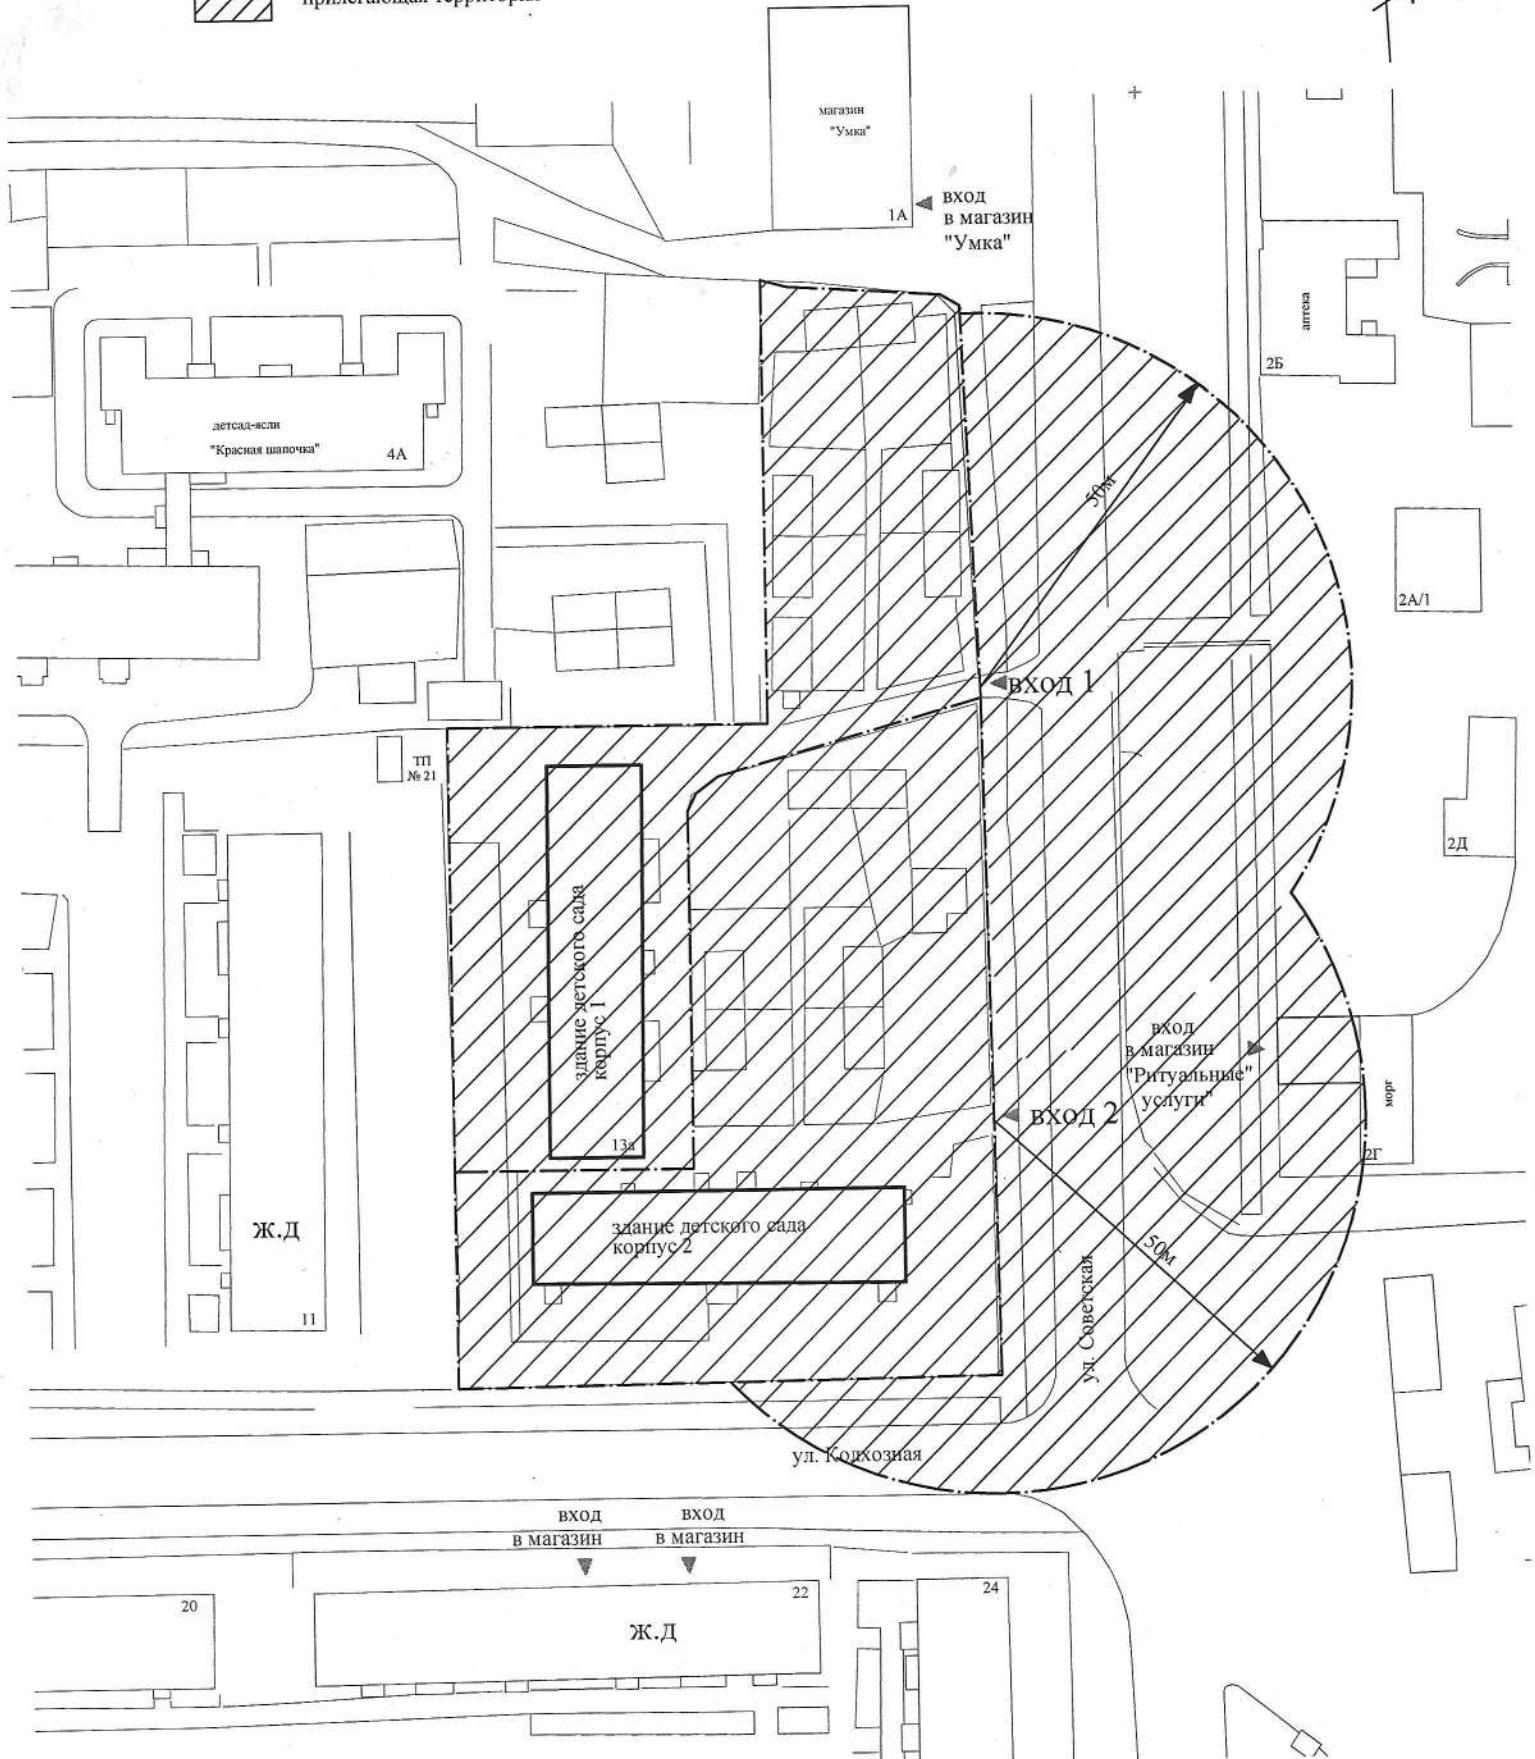 прилегающая территория
магазин
"Умка"
1А
вход
в магазин
"Умка"
аптека
2Б
детсад-ясли
"Красная шапочка"
4А
50м
2А/1
вход 1
ТП
№ 21
2Д
здание детского сада
корпус 1
13а
вход
в магазин
"Ритуальные"
услуги"
морг
2Г
вход 2
здание детского сада
корпус 2
ж.д
11
50м
ул. Советская
ул. Колхозная
вход
в магазин
вход
в магазин
20
22
ж.д
24